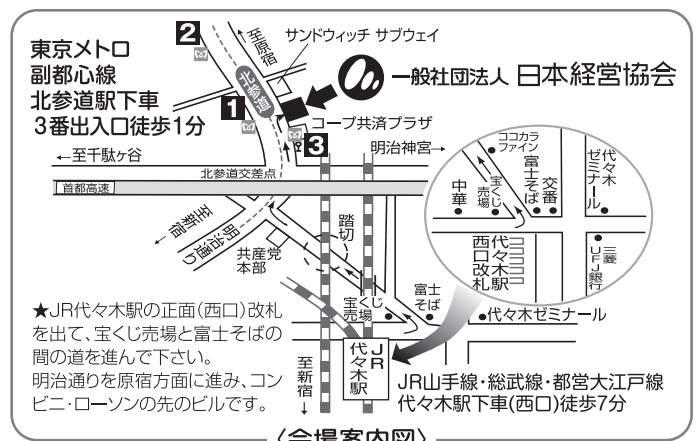 東京メトロ
副都心線
北参道駅下車
3番出入口徒歩1分
2
至原宿
サンドウィッチ サブウェイ
北参道
一般社団法人 日本経営協会
1
コープ共済プラザ
3
←至千駄ヶ谷
明治神宮→
北参道交差点
首都高速
至新宿
明治通り
共産党
本部
踏切
ココカラ
ファイン
宝くじ
売場
中華
富士そば
交番
代々木
ゼミナール
代々木駅
西口改札
三菱
UFJ銀行
★JR代々木駅の正面(西口)改札
を出て、宝くじ売場と富士そばの
間の道を進んで下さい。
明治通りを原宿方面に進み、コン
ビニ・ローソンの先のビルです。
宝くじ
売場
富士
そば
代々木ゼミナール
至新宿
JR
代々木駅
JR山手線・総武線・都営大江戸線
代々木駅下車(西口)徒歩7分
〈会場案内図〉